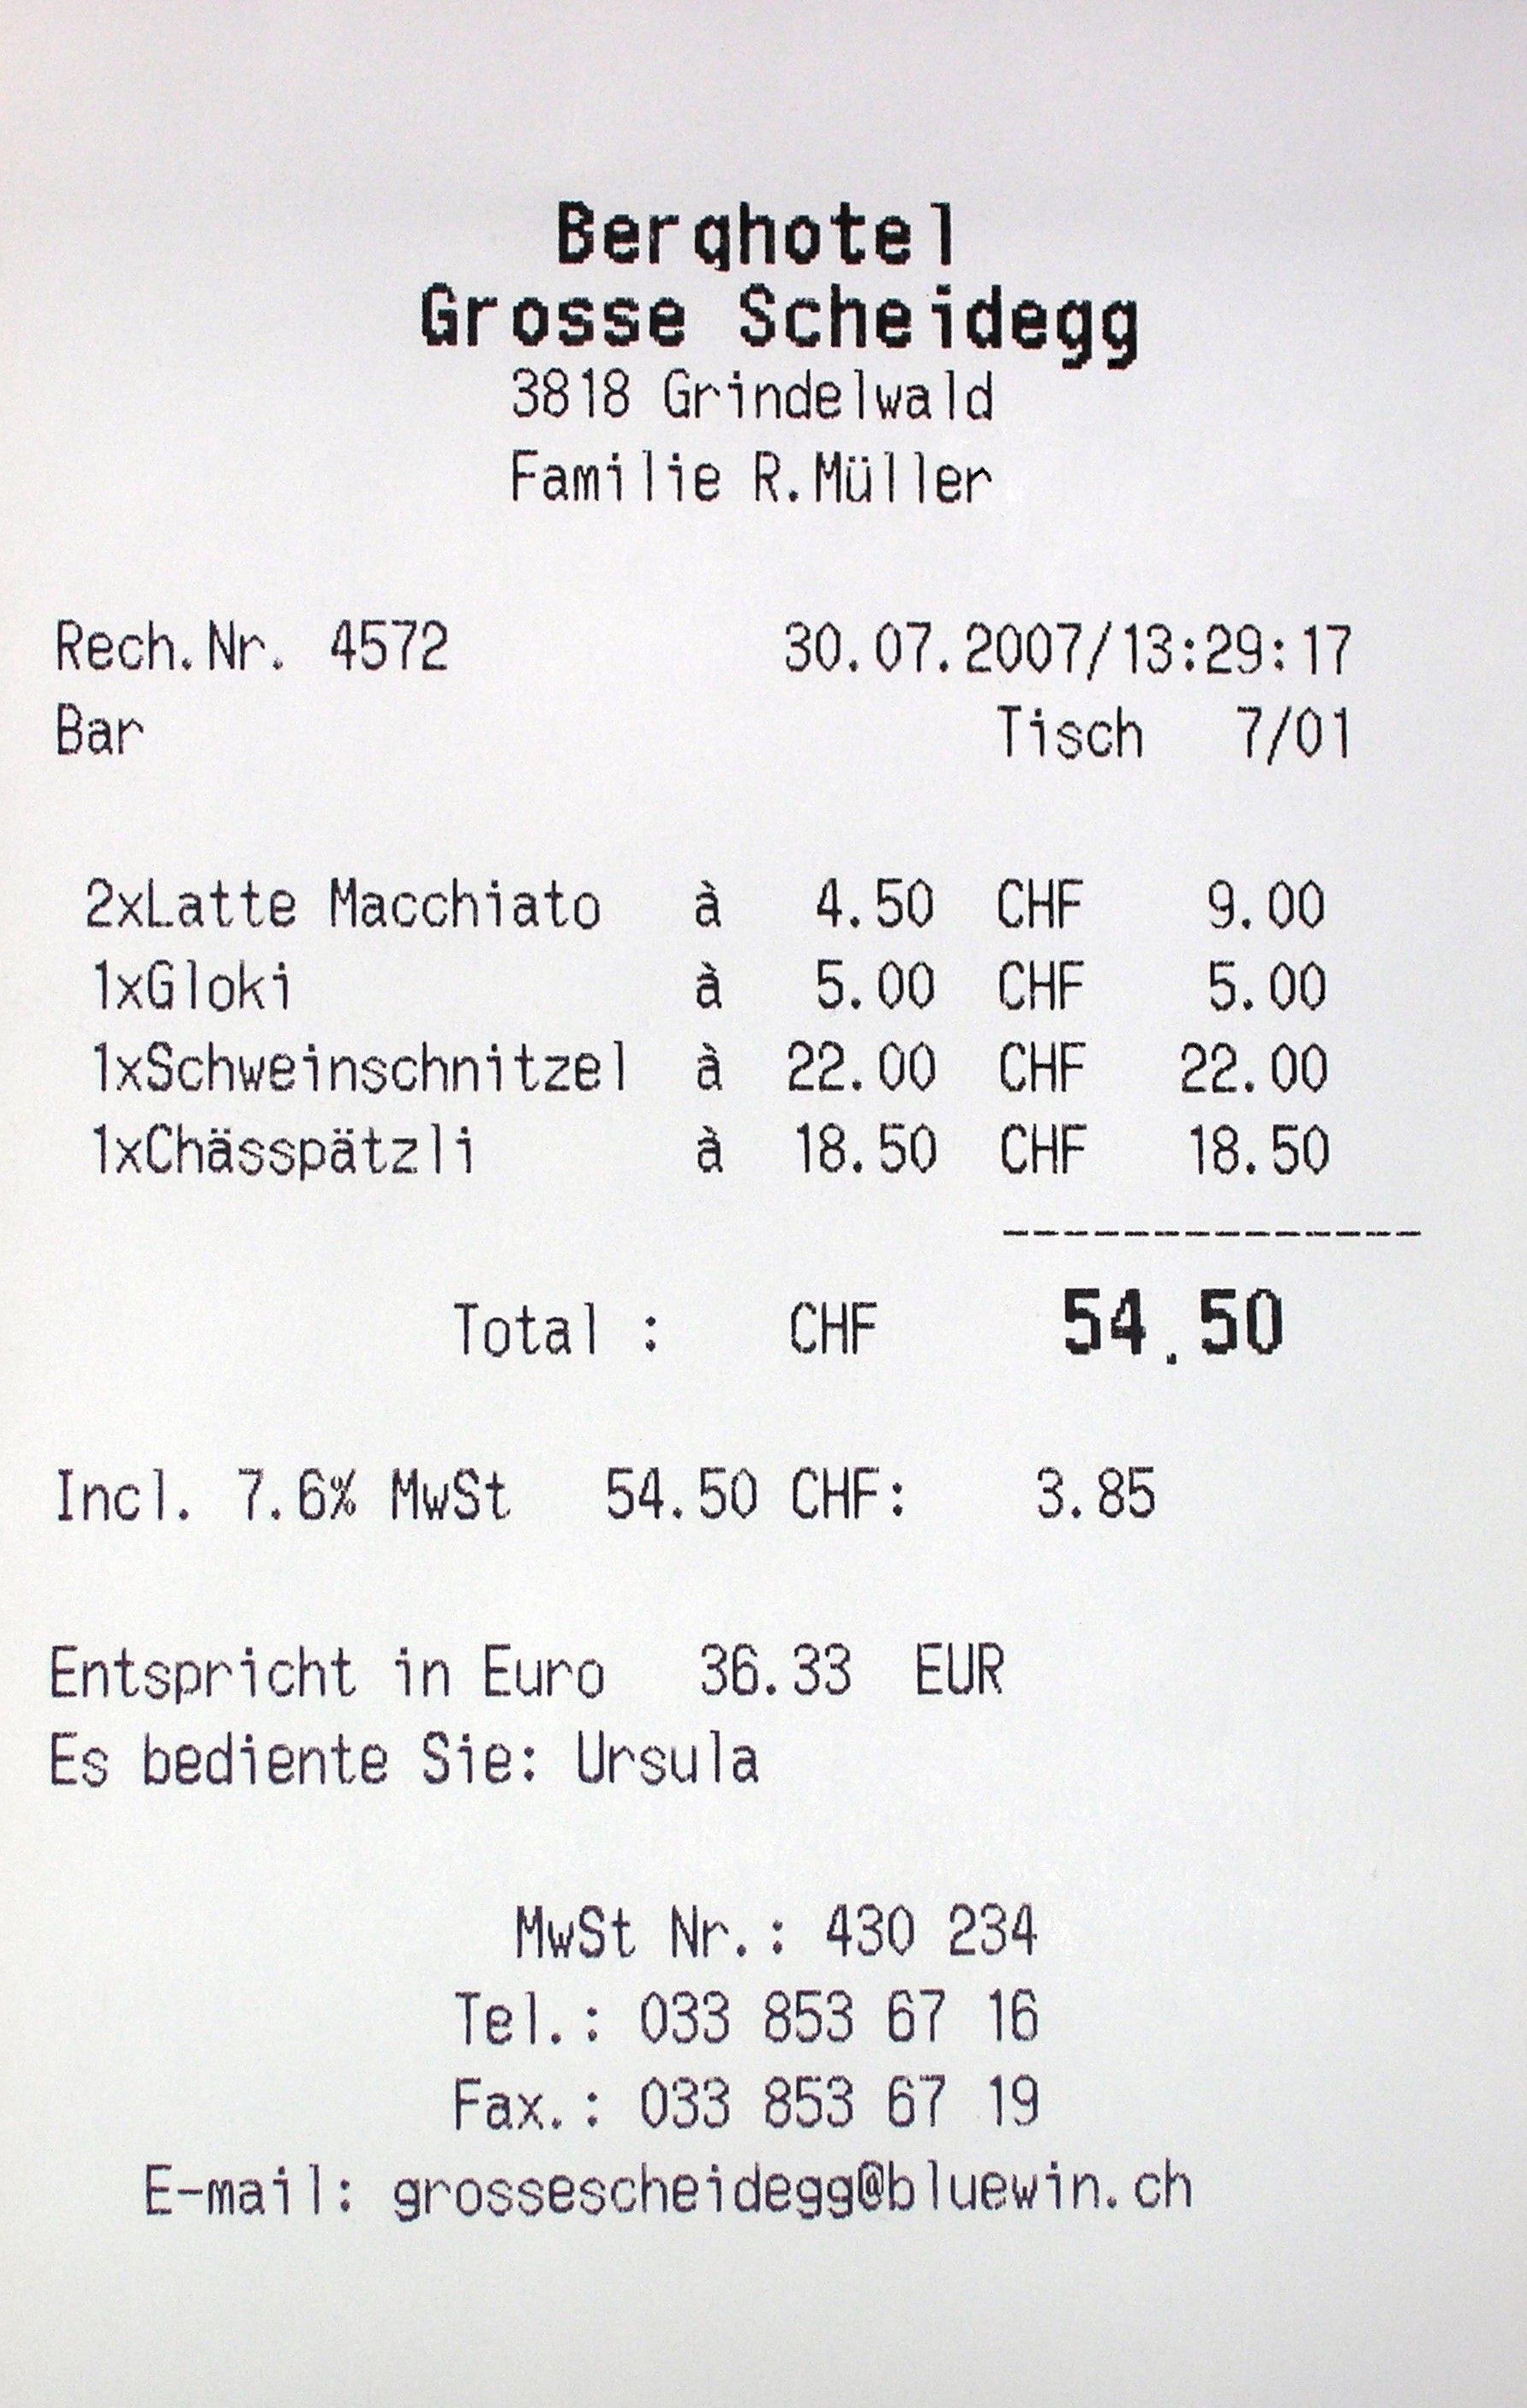 Berghotel
Grosse Scheidegg
3818 Grindelwald
Familie R.Müller
Rech.Nr. 4572 30.07.2007/13:29:17
Bar Tisch 7/01
2xLatte Macchiato à 4.50 CHF 9.00
1xGloki à 5.00 CHF 5.00
1xSchweinschnitzel à 22.00 CHF 22.00
1xChässpätzli à 18.50 CHF 18.50
--------------
Total : CHF 54.50
Incl. 7.6% MwSt 54.50 CHF: 3.85
Entspricht in Euro 36.33 EUR
Es bediente Sie: Ursula
MwSt Nr.: 430 234
Tel.: 033 853 67 16
Fax.: 033 853 67 19
E-mail: grossescheidegg@bluewin.ch